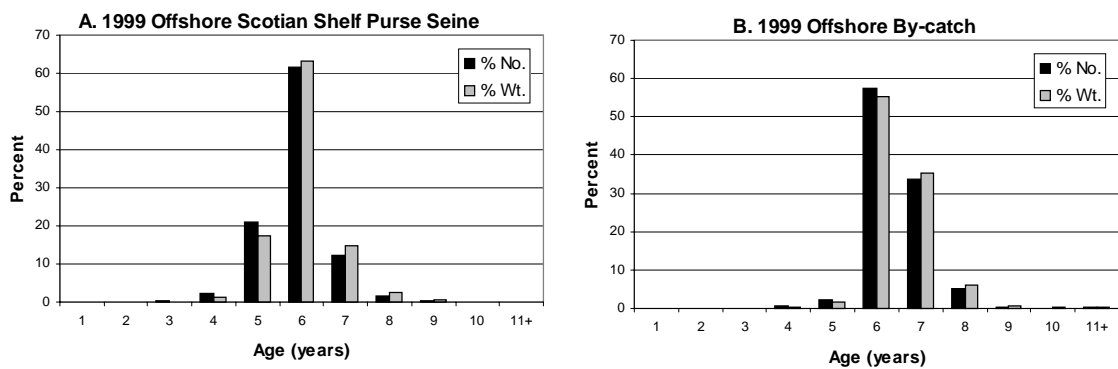 A. 1999 Offshore Scotian Shelf Purse Seine
70
60
50
40
30
20
10
0
Percent
% No.
% Wt.
1 2 3 4 5 6 7 8 9 10 11+
Age (years)
B. 1999 Offshore By-catch
70
60
50
40
30
20
10
0
Percent
% No.
% Wt.
1 2 3 4 5 6 7 8 9 10 11+
Age (years)